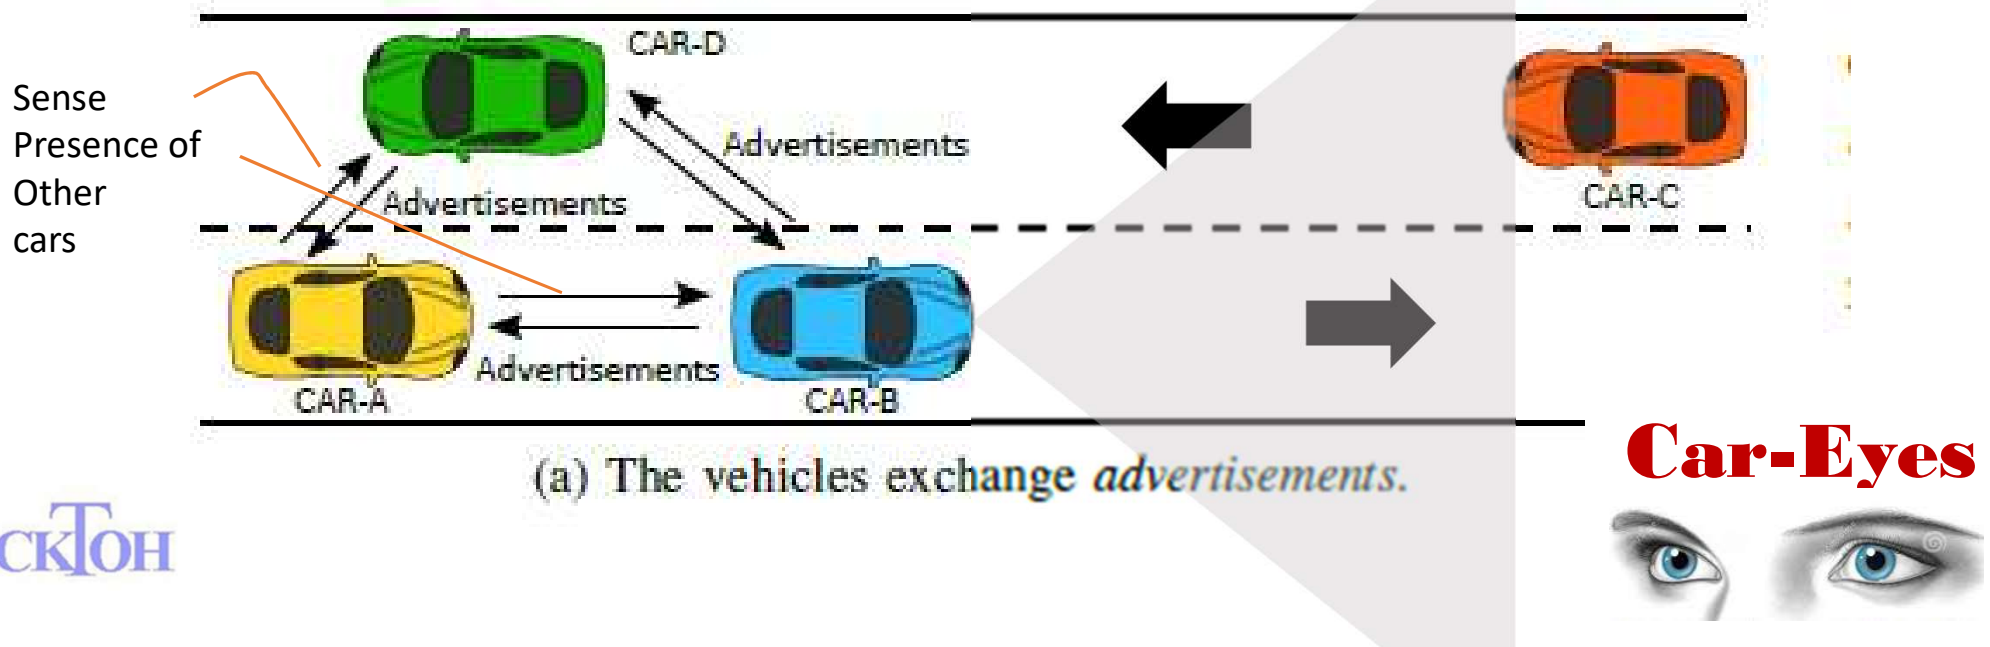 Sense
Presence of
Other
cars
CAR-D
Advertisements
Advertisements
CAR-C
Advertisements
CAR-A
CAR-B
(a) The vehicles exchange advertisements.
Car-Eyes
CKTOH